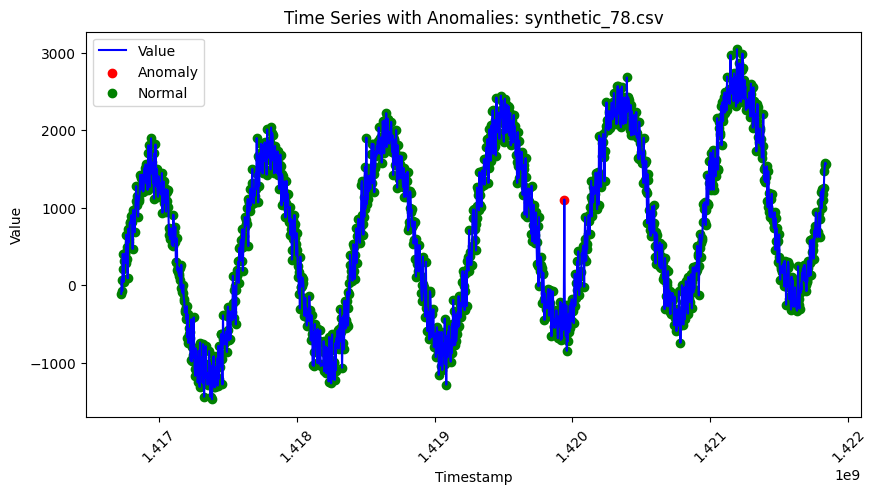 Time Series with Anomalies: synthetic_78.csv
Value
Anomaly
Normal
Value
3000
2000
1000
0
−1000
1.417
1.418
1.419
1.420
1.421
1.422
1e9
Timestamp